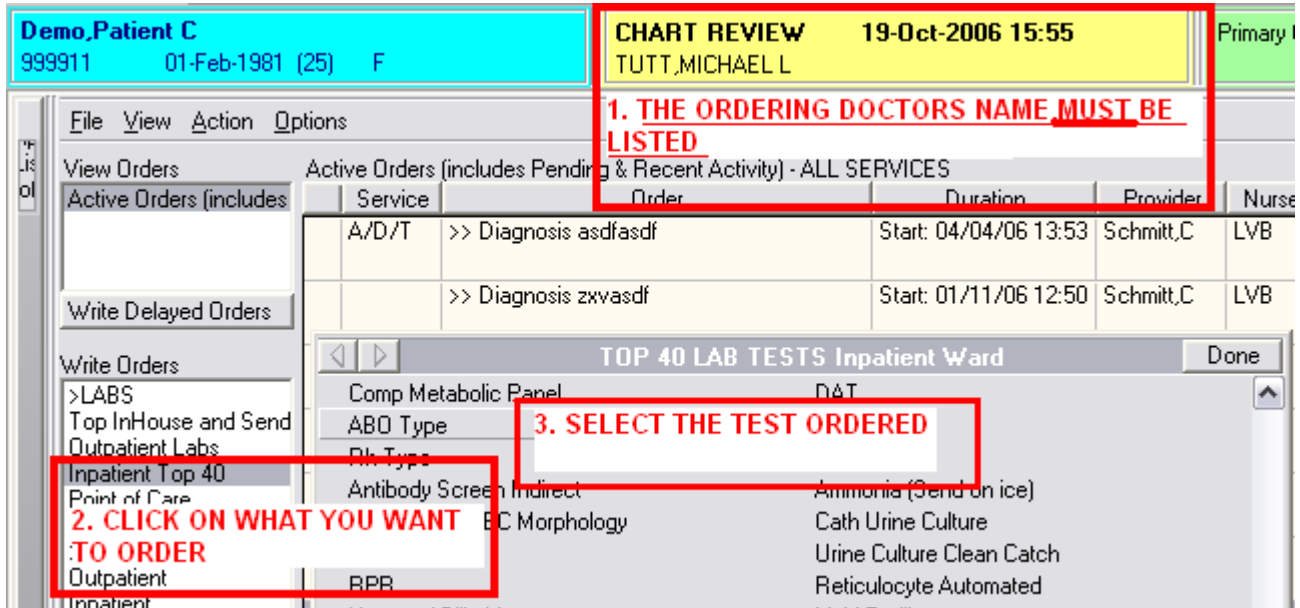 Demo,Patient C
999911 01-Feb-1981 (25) F
CHART REVIEW 19-Oct-2006 15:55
TUTT,MICHAEL L
Primary
1. THE ORDERING DOCTORS NAME MUST BE
LISTED
File View Action Options
View Orders
Active Orders (includes
Write Delayed Orders
Active Orders (includes Pending & Recent Activity) - ALL SERVICES
Service Order Duration Provider Nurse
A/D/T >> Diagnosis asdfasdf Start: 04/04/06 13:53 Schmitt,C LVB
>> Diagnosis zxvasdf Start: 01/11/06 12:50 Schmitt,C LVB
Write Orders
>LABS
Top InHouse and Send
Outpatient Labs
Inpatient Top 40
Point of Care
2. CLICK ON WHAT YOU WANT
TO ORDER
Outpatient
Inpatient
TOP 40 LAB TESTS Inpatient Ward Done
Comp Metabolic Panel DAT
ABO Type
3. SELECT THE TEST ORDERED
Rh Type
Antibody Screen Indirect Ammonia (Send on ice)
Morphology Cath Urine Culture
Urine Culture Clean Catch
RPR Reticulocyte Automated